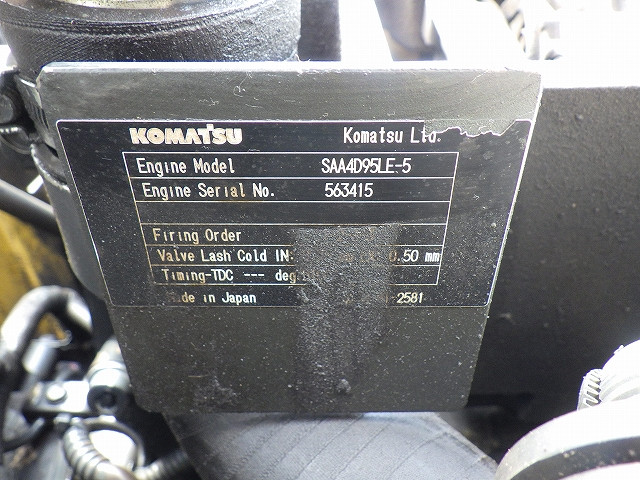 KOMATSU Komatsu Ltd.
Engine Model SAA4D95LE-5
Engine Serial No. 563415
Firing Order
Valve Lash Cold IN: 0.50 mm
Timing-TDC --- deg
Made in Japan -2581